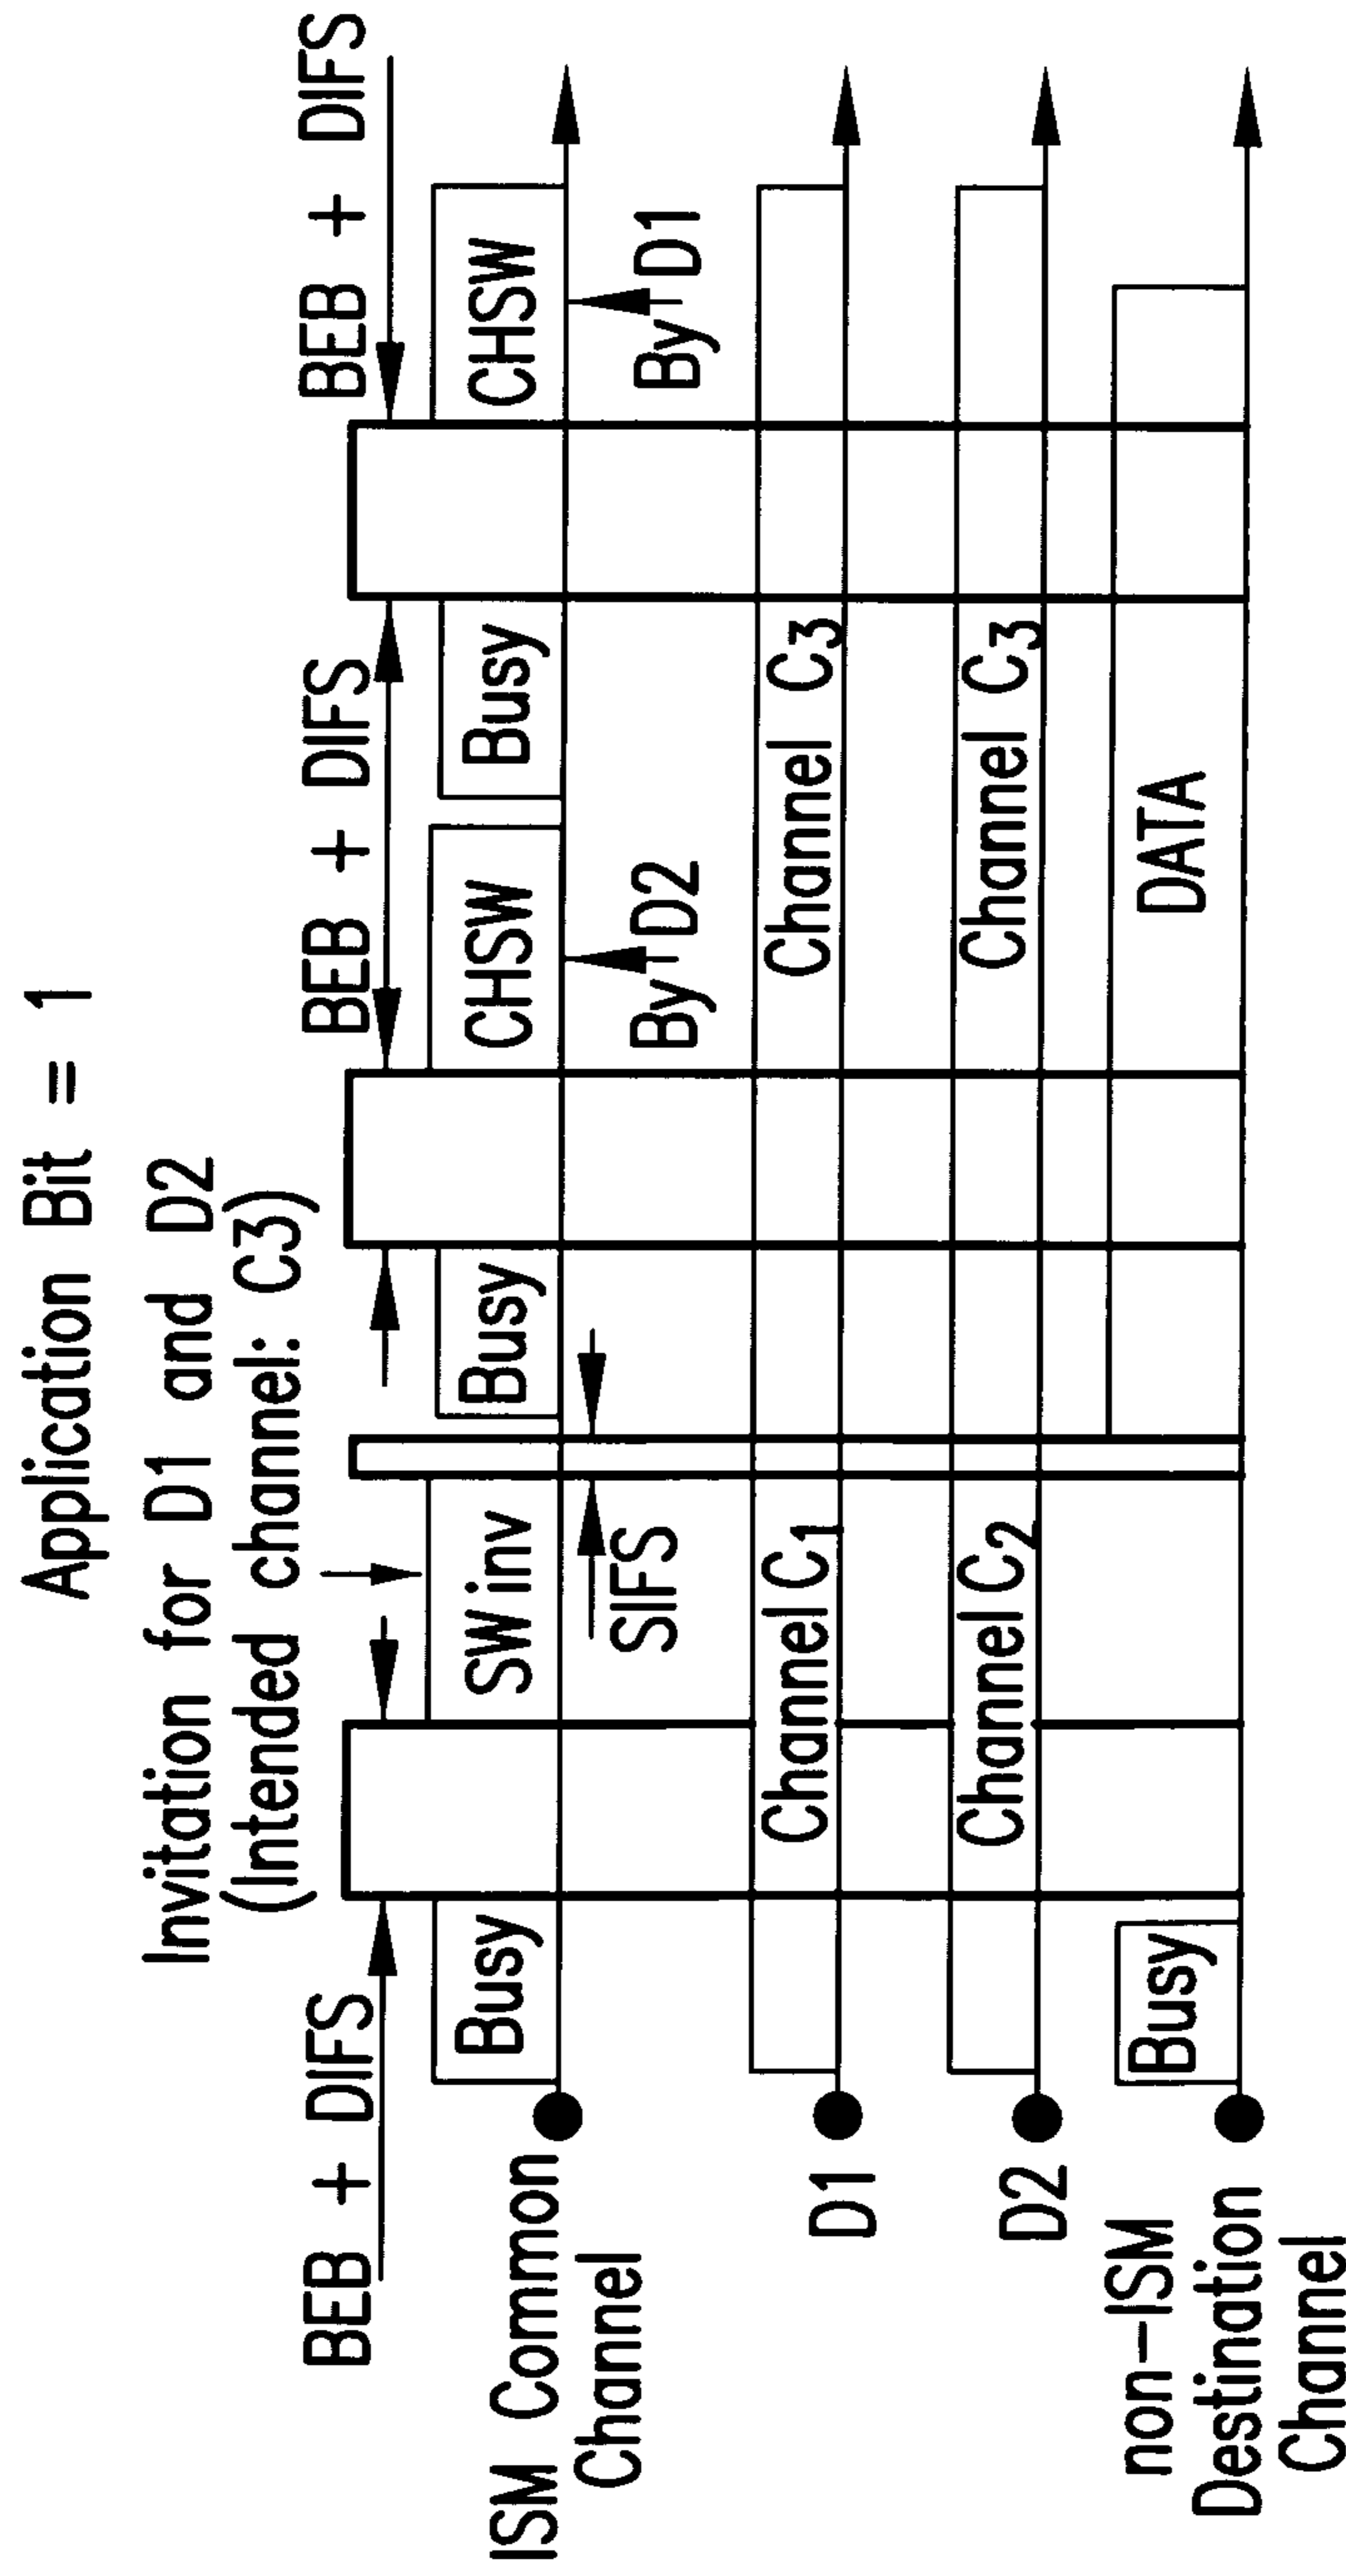 Application Bit = 1
Invitation for D1 and D2
(Intended channel: C3)
BEB + DIFS
BEB + DIFS
BEB + DIFS
Busy
SW inv
Busy
CHSW
Busy
CHSW
ISM Common
Channel
SIFS
By D2
By D1
D1
Channel C1
Channel C3
D2
Channel C2
Channel C3
non-ISM
Destination
Channel
Busy
DATA